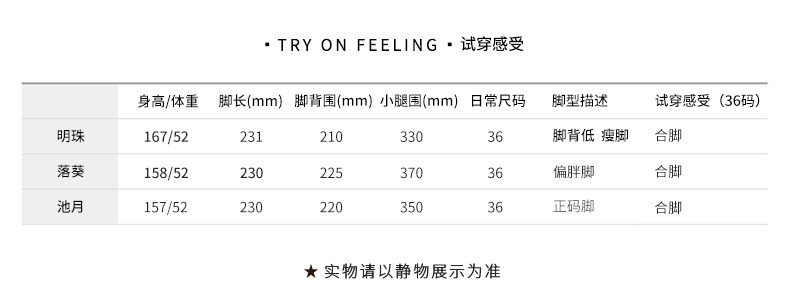 ▪ TRY ON FEELING ▪ 试穿感受
身高/体重 脚长(mm) 脚背围(mm) 小腿围(mm) 日常尺码 脚型描述 试穿感受（36码）
明珠 167/52 231 210 330 36 脚背低 瘦脚 合脚
落葵 158/52 230 225 370 36 偏胖脚 合脚
池月 157/52 230 220 350 36 正码脚 合脚
★ 实物请以静物展示为准